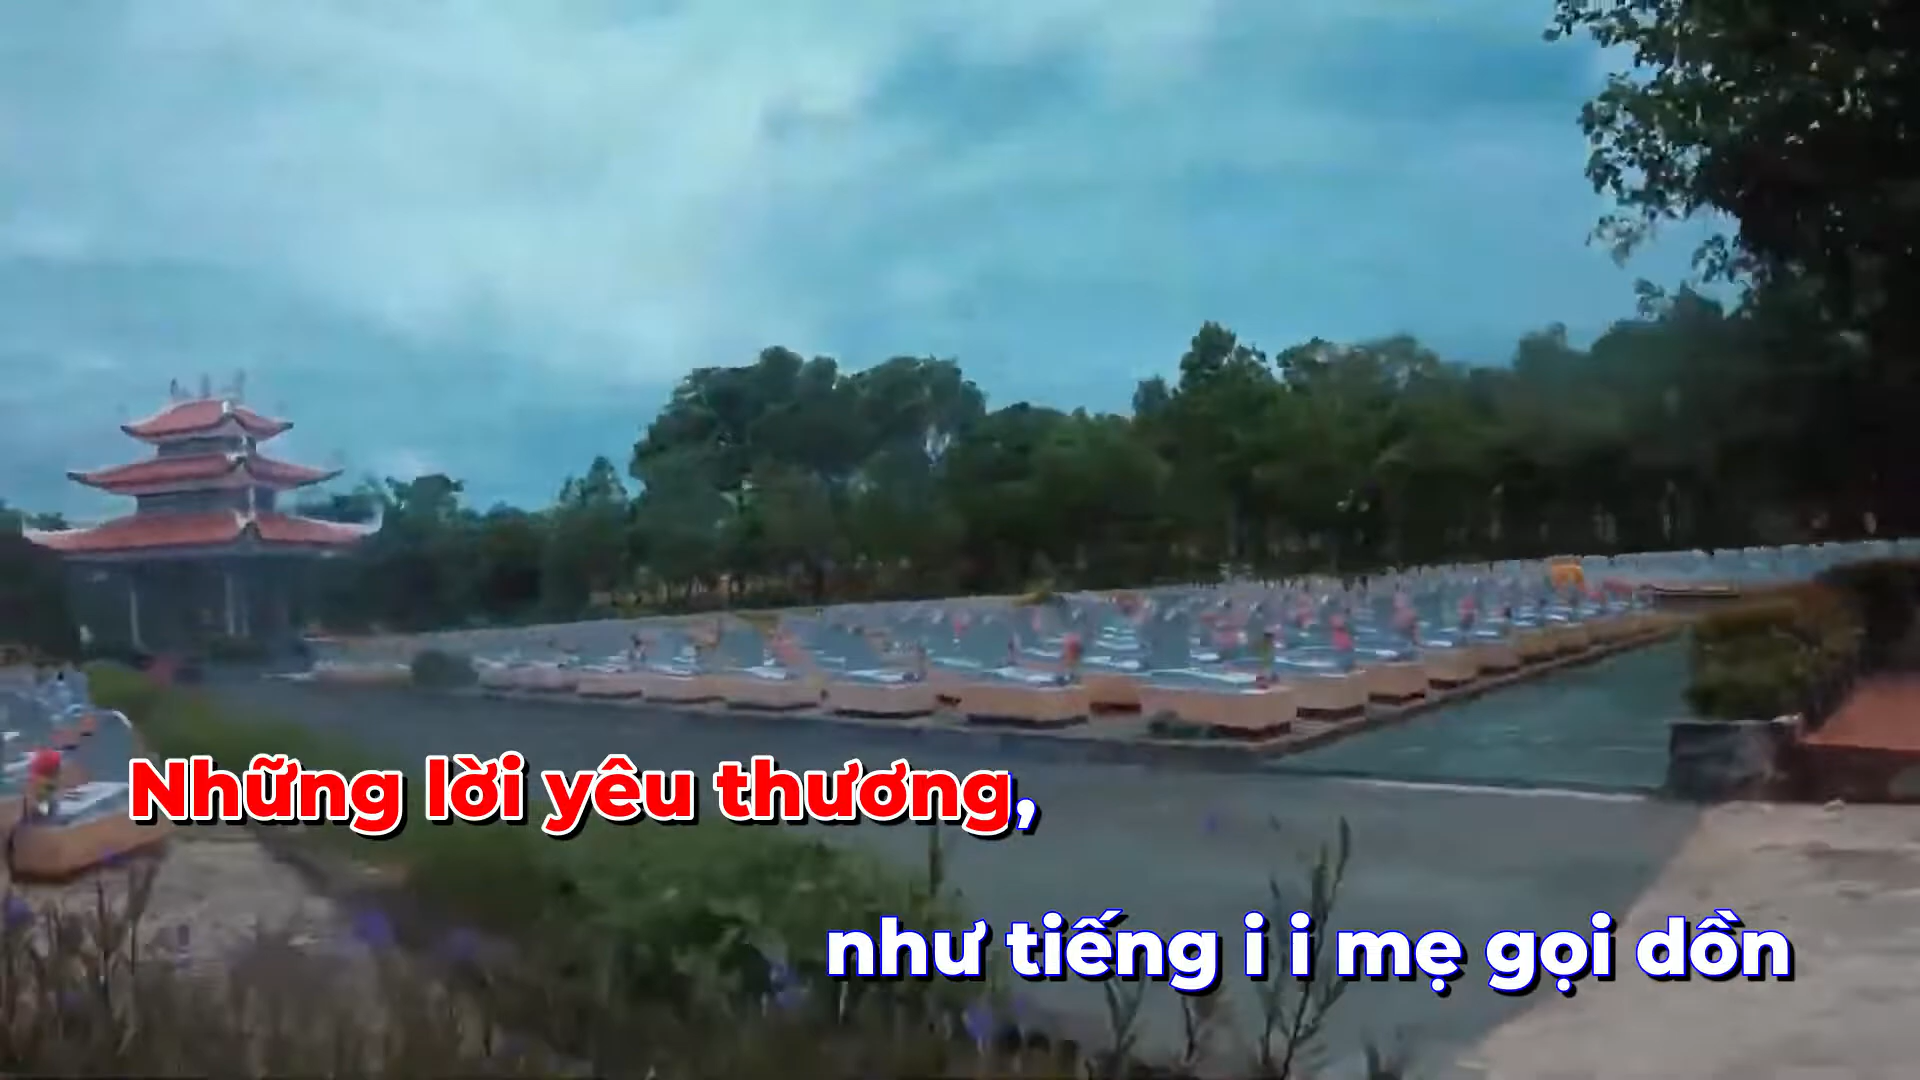 Những lời yêu thương,
như tiếng i i mẹ gọi dồn